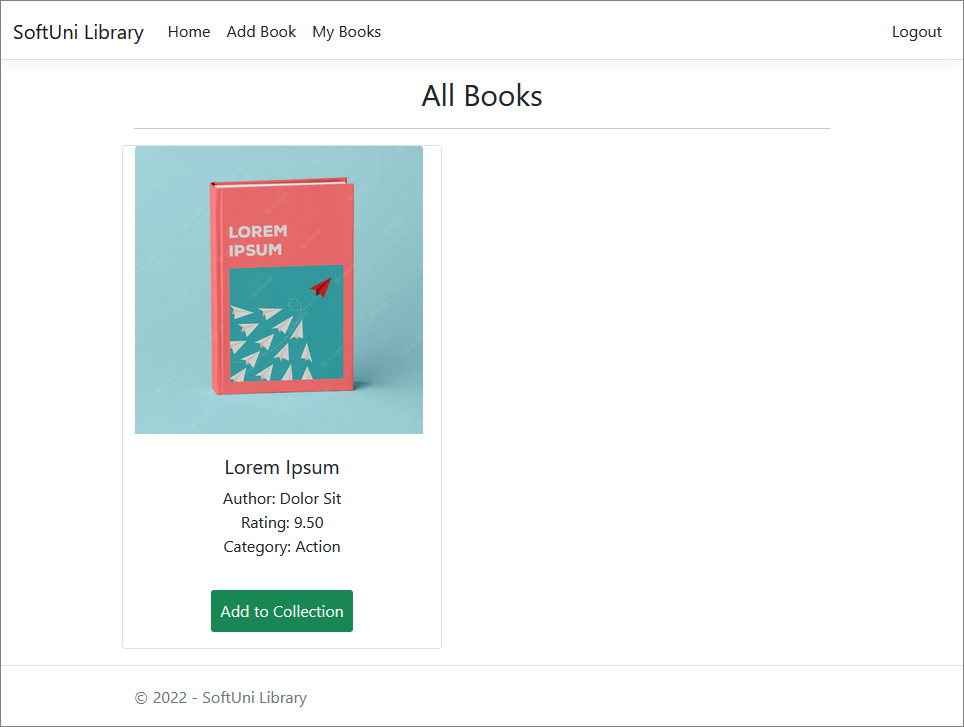 SoftUni Library Home Add Book My Books Logout
All Books
LOREM
IPSUM
Lorem Ipsum
Author: Dolor Sit
Rating: 9.50
Category: Action
Add to Collection
© 2022 - SoftUni Library